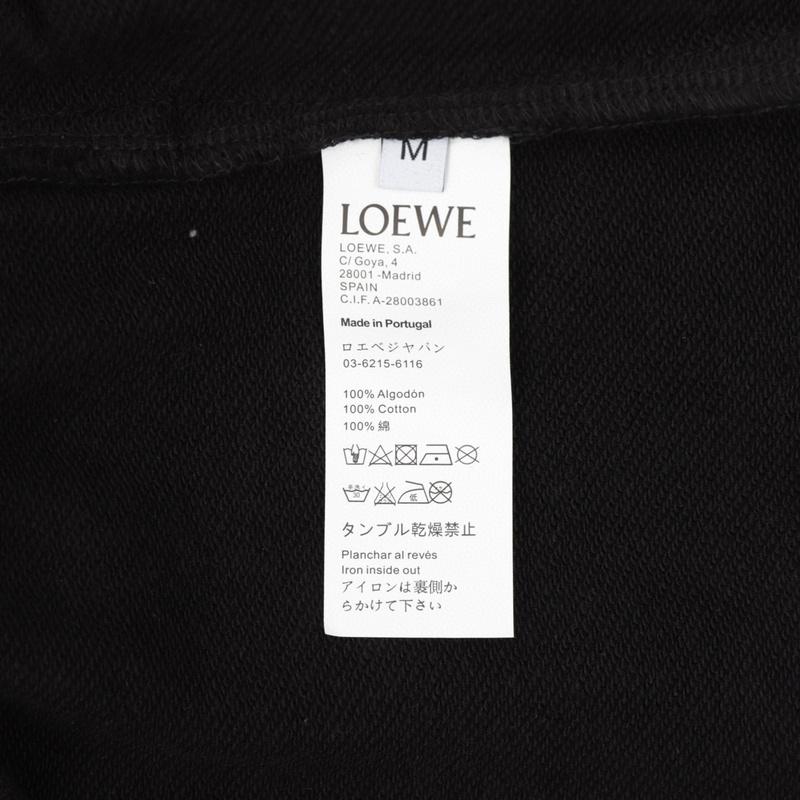 M
LOEWE
LOEWE, S.A.
C/ Goya, 4
28001 -Madrid
SPAIN
C.I.F. A-28003861
Made in Portugal
ロエベジャパン
03-6215-6116
100% Algodón
100% Cotton
100% 綿
30 低
タンブル乾燥禁止
Planchar al revés
Iron inside out
アイロンは裏側か
らかけて下さい